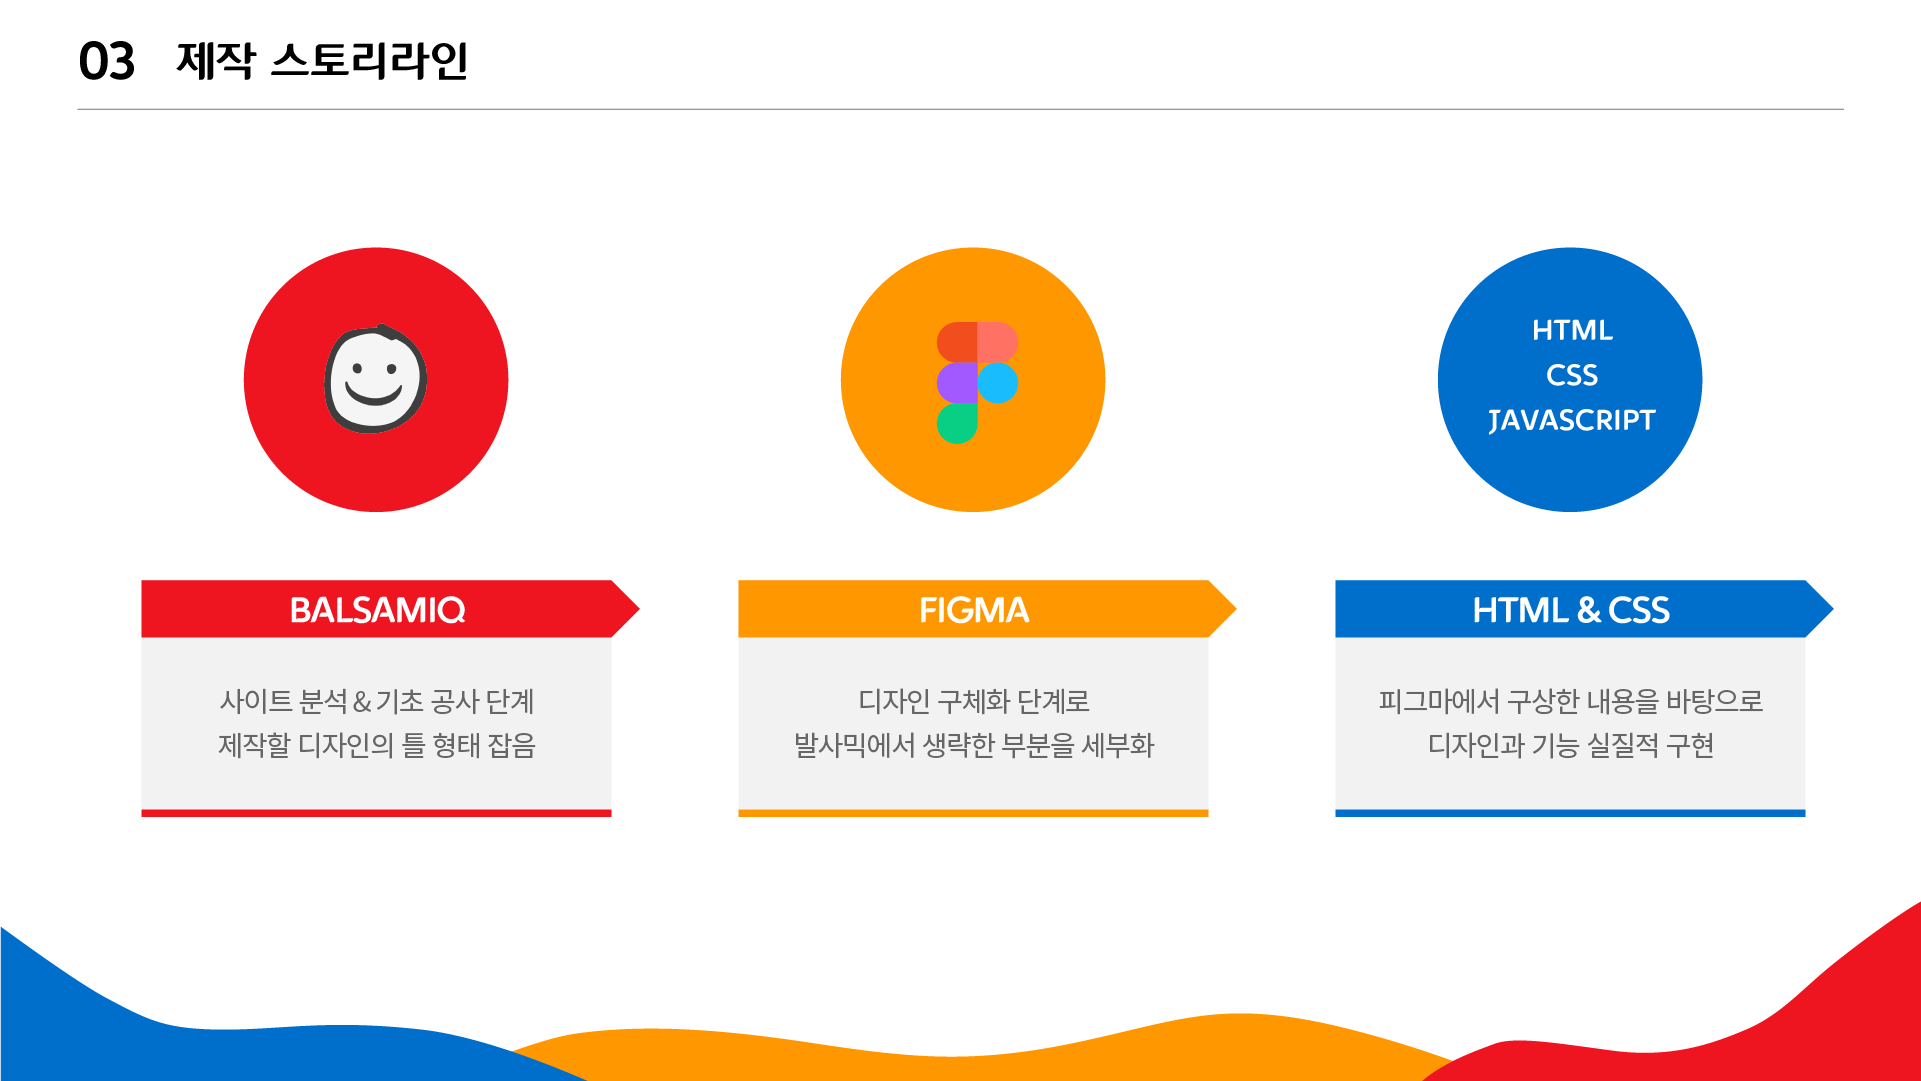 03 제작 스토리라인
HTML
CSS
JAVASCRIPT
BALSAMIQ
사이트 분석 & 기초 공사 단계
제작할 디자인의 틀 형태 잡음
FIGMA
디자인 구체화 단계로
발사믹에서 생략한 부분을 세부화
HTML & CSS
피그마에서 구상한 내용을 바탕으로
디자인과 기능 실질적 구현